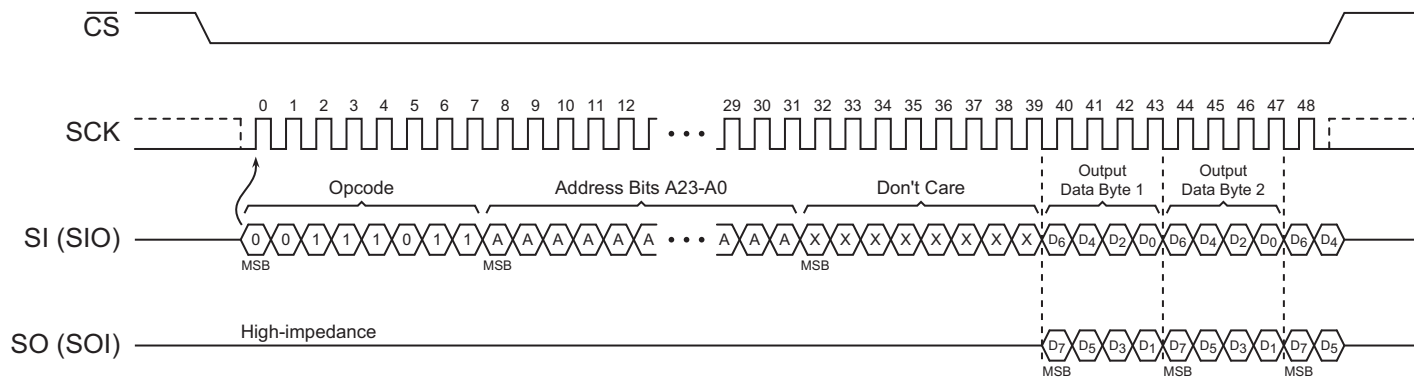 CS
SCK
0 1 2 3 4 5 6 7 8 9 10 11 12 29 30 31 32 33 34 35 36 37 38 39 40 41 42 43 44 45 46 47 48
Opcode
Address Bits A23-A0
Don't Care
Output
Data Byte 1
Output
Data Byte 2
SI (SIO)
0 0 1 1 1 0 1 1 A A A A A A • • • A A A X X X X X X X X D6 D4 D2 D0 D6 D4 D2 D0 D6 D4
MSB MSB MSB
High-impedance
SO (SOI)
D7 D5 D3 D1 D7 D5 D3 D1 D7 D5
MSB MSB MSB